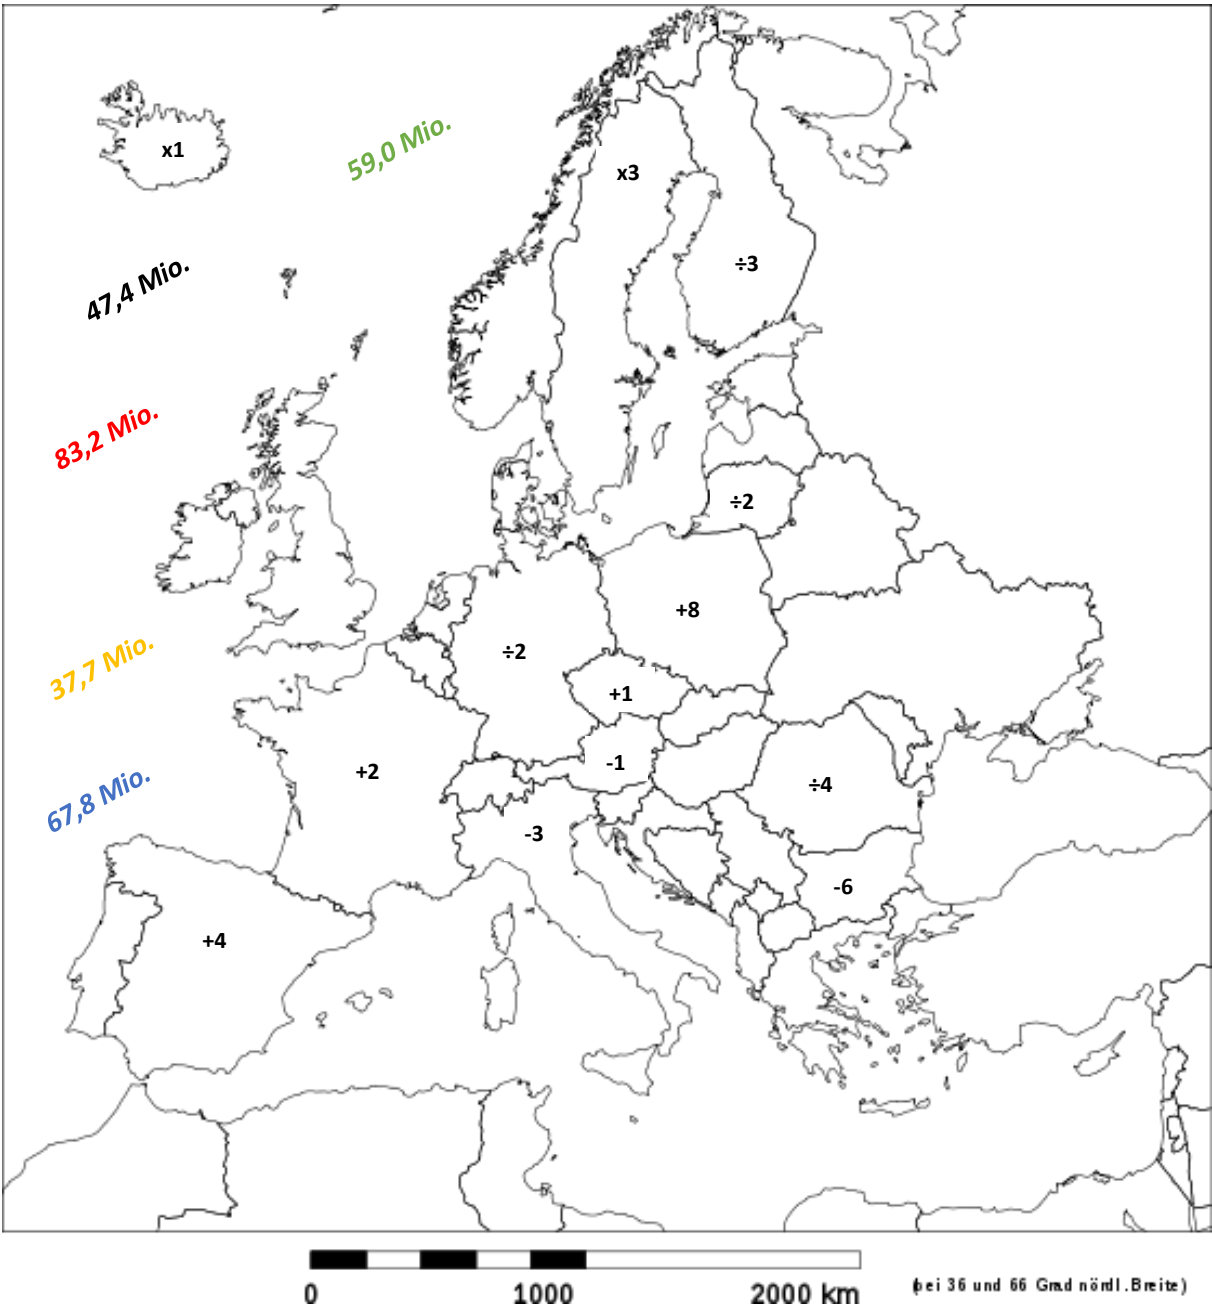 59,0 Mio.
x1
x3
47,4 Mio.
÷3
83,2 Mio.
÷2
+8
37,7 Mio.
÷2
+1
67,8 Mio.
+2
-1
÷4
-3
-6
+4
0 1000 2000 km
(bei 36 und 66 Grad nördl. Breite)